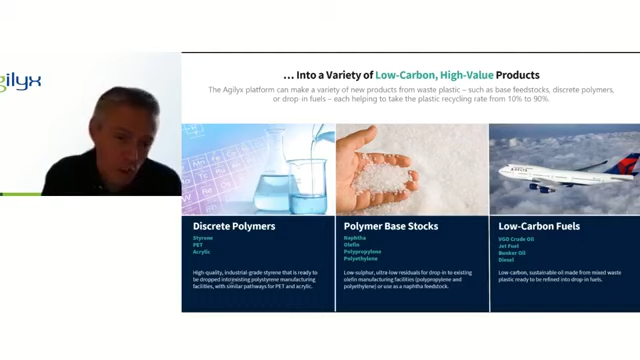 gilyx
... Into a Variety of Low-Carbon, High-Value Products
The Agilyx platform can make a variety of new products from waste plastic – such as base feedstocks, discrete polymers,
or drop-in fuels – each helping to take the plastic recycling rate from 10% to 90%.
Discrete Polymers
Styrene
PET
Acrylic
High-quality, industrial-grade styrene that is ready to
be dropped into existing polystyrene manufacturing
facilities, with similar pathways for PET and acrylic.
Polymer Base Stocks
Naphtha
Olefin
Polypropylene
Polyethylene
Low-sulphur, ultra-low residuals for drop-in to existing
olefin manufacturing facilities (polypropylene and
polyethylene) or use as a naphtha feedstock.
DELTA
Low-Carbon Fuels
VGO Crude Oil
Jet Fuel
Bunker Oil
Diesel
Low-carbon, sustainable oil made from mixed waste
plastic ready to be refined into drop-in fuels.